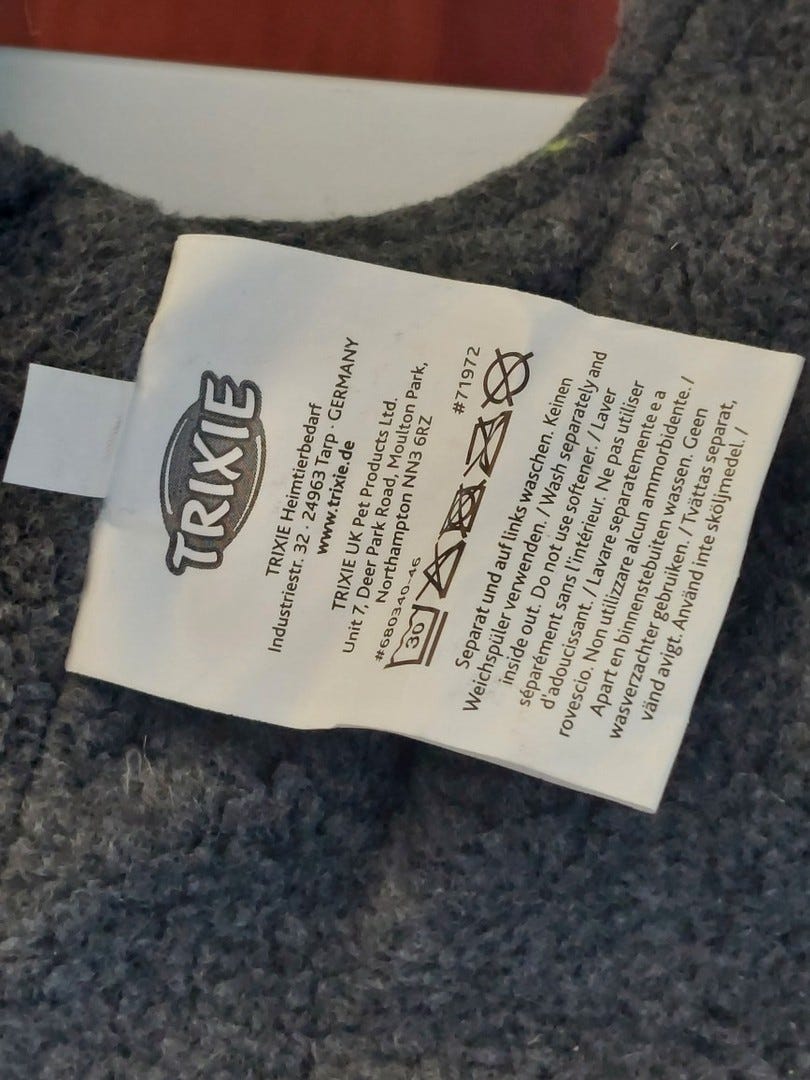 TRIXIE
TRIXIE Heimtierbedarf
Industriestr. 32 · 24963 Tarp · GERMANY
www.trixie.de
TRIXIE UK Pet Products Ltd.
Unit 7, Deer Park Road, Moulton Park,
Northampton NN3 6RZ
#680340-46 #71972
30
Separat und auf links waschen. Keinen
Weichspüler verwenden. / Wash separately and
inside out. Do not use softener. / Laver
séparément sans l'intérieur. Ne pas utiliser
d'adoucissant. / Lavare separatamente e a
rovescio. Non utilizzare alcun ammorbidente. /
Apart en binnenstebuiten wassen. Geen
wasverzachter gebruiken. / Tvättas separat,
vänd avigt. Använd inte sköljmedel. /